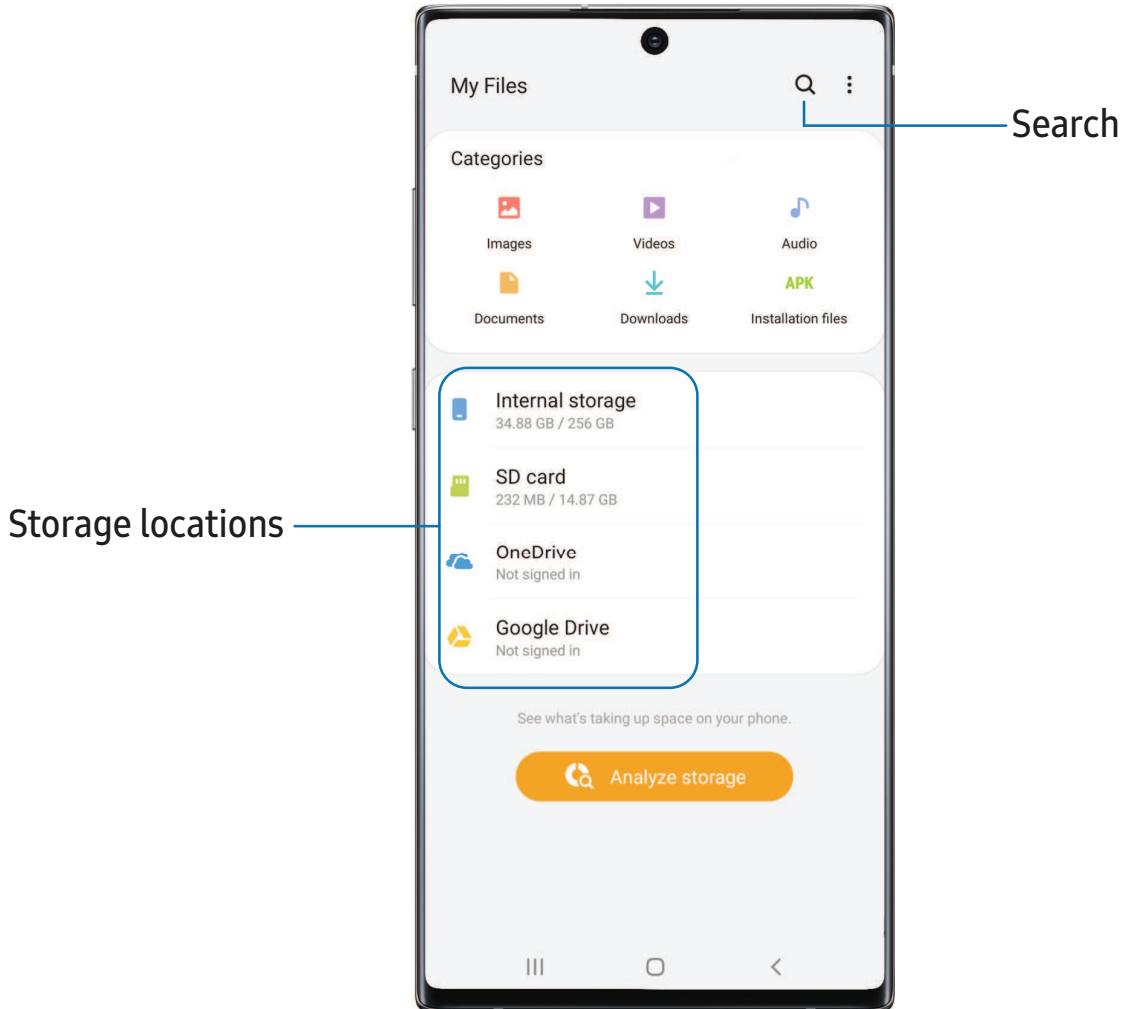 My Files
Search
Categories
Images Videos Audio
APK
Documents Downloads Installation files
Internal storage
34.88 GB / 256 GB
SD card
232 MB / 14.87 GB
Storage locations
OneDrive
Not signed in
Google Drive
Not signed in
See what's taking up space on your phone.
Analyze storage